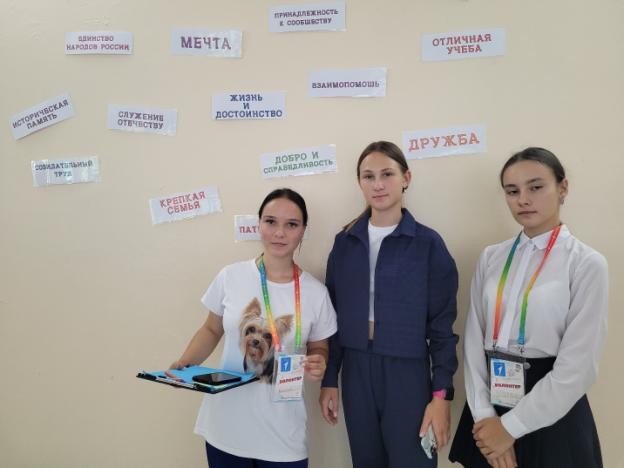 ЕДИНСТВО
НАРОДОВ РОССИИ
МЕЧТА
ПРИНАДЛЕЖНОСТЬ
К СООБЩЕСТВУ
ОТЛИЧНАЯ
УЧЕБА
ИСТОРИЧЕСКАЯ
ПАМЯТЬ
СЛУЖЕНИЕ
ОТЕЧЕСТВУ
ЖИЗНЬ
И
ДОСТОИНСТВО
ВЗАИМОПОМОЩЬ
СОЗИДАТЕЛЬНЫЙ
ТРУД
ДОБРО И
СПРАВЕДЛИВОСТЬ
ДРУЖБА
КРЕПКАЯ
СЕМЬЯ
ПАТ
ВОЛОНТЕР
ВОЛОНТЕР